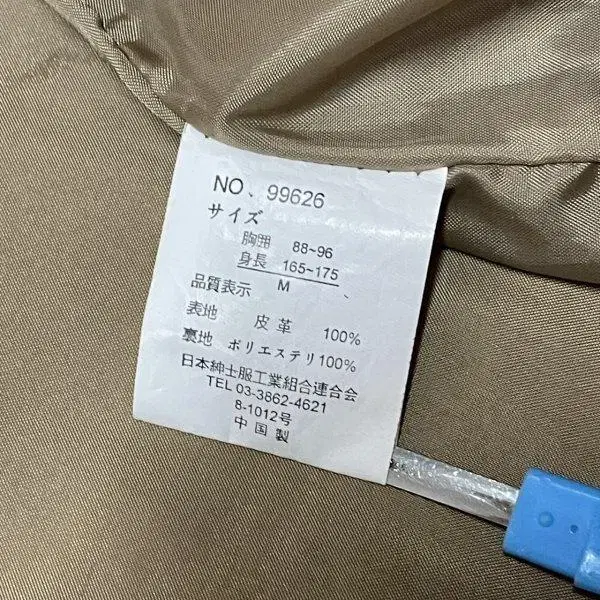 NO、99626
サイズ
胸囲 88~96
身長 165~175
品質表示 M
表地 皮革 100%
裏地 ポリエステリ100%
日本紳士服工業組合連合会
TEL 03-3862-4621
8-1012号
中国製